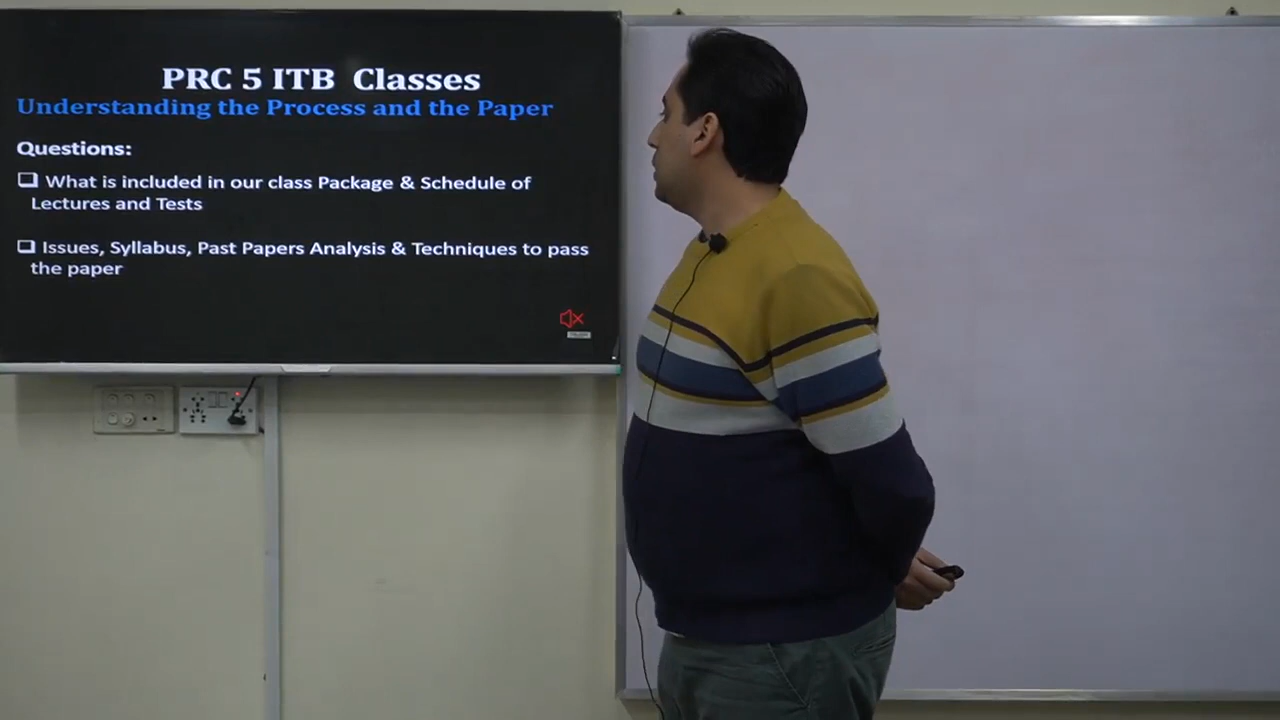 PRC 5 ITB Classes
Understanding the Process and the Paper
Questions:
❑ What is included in our class Package & Schedule of
Lectures and Tests
❑ Issues, Syllabus, Past Papers Analysis & Techniques to pass
the paper